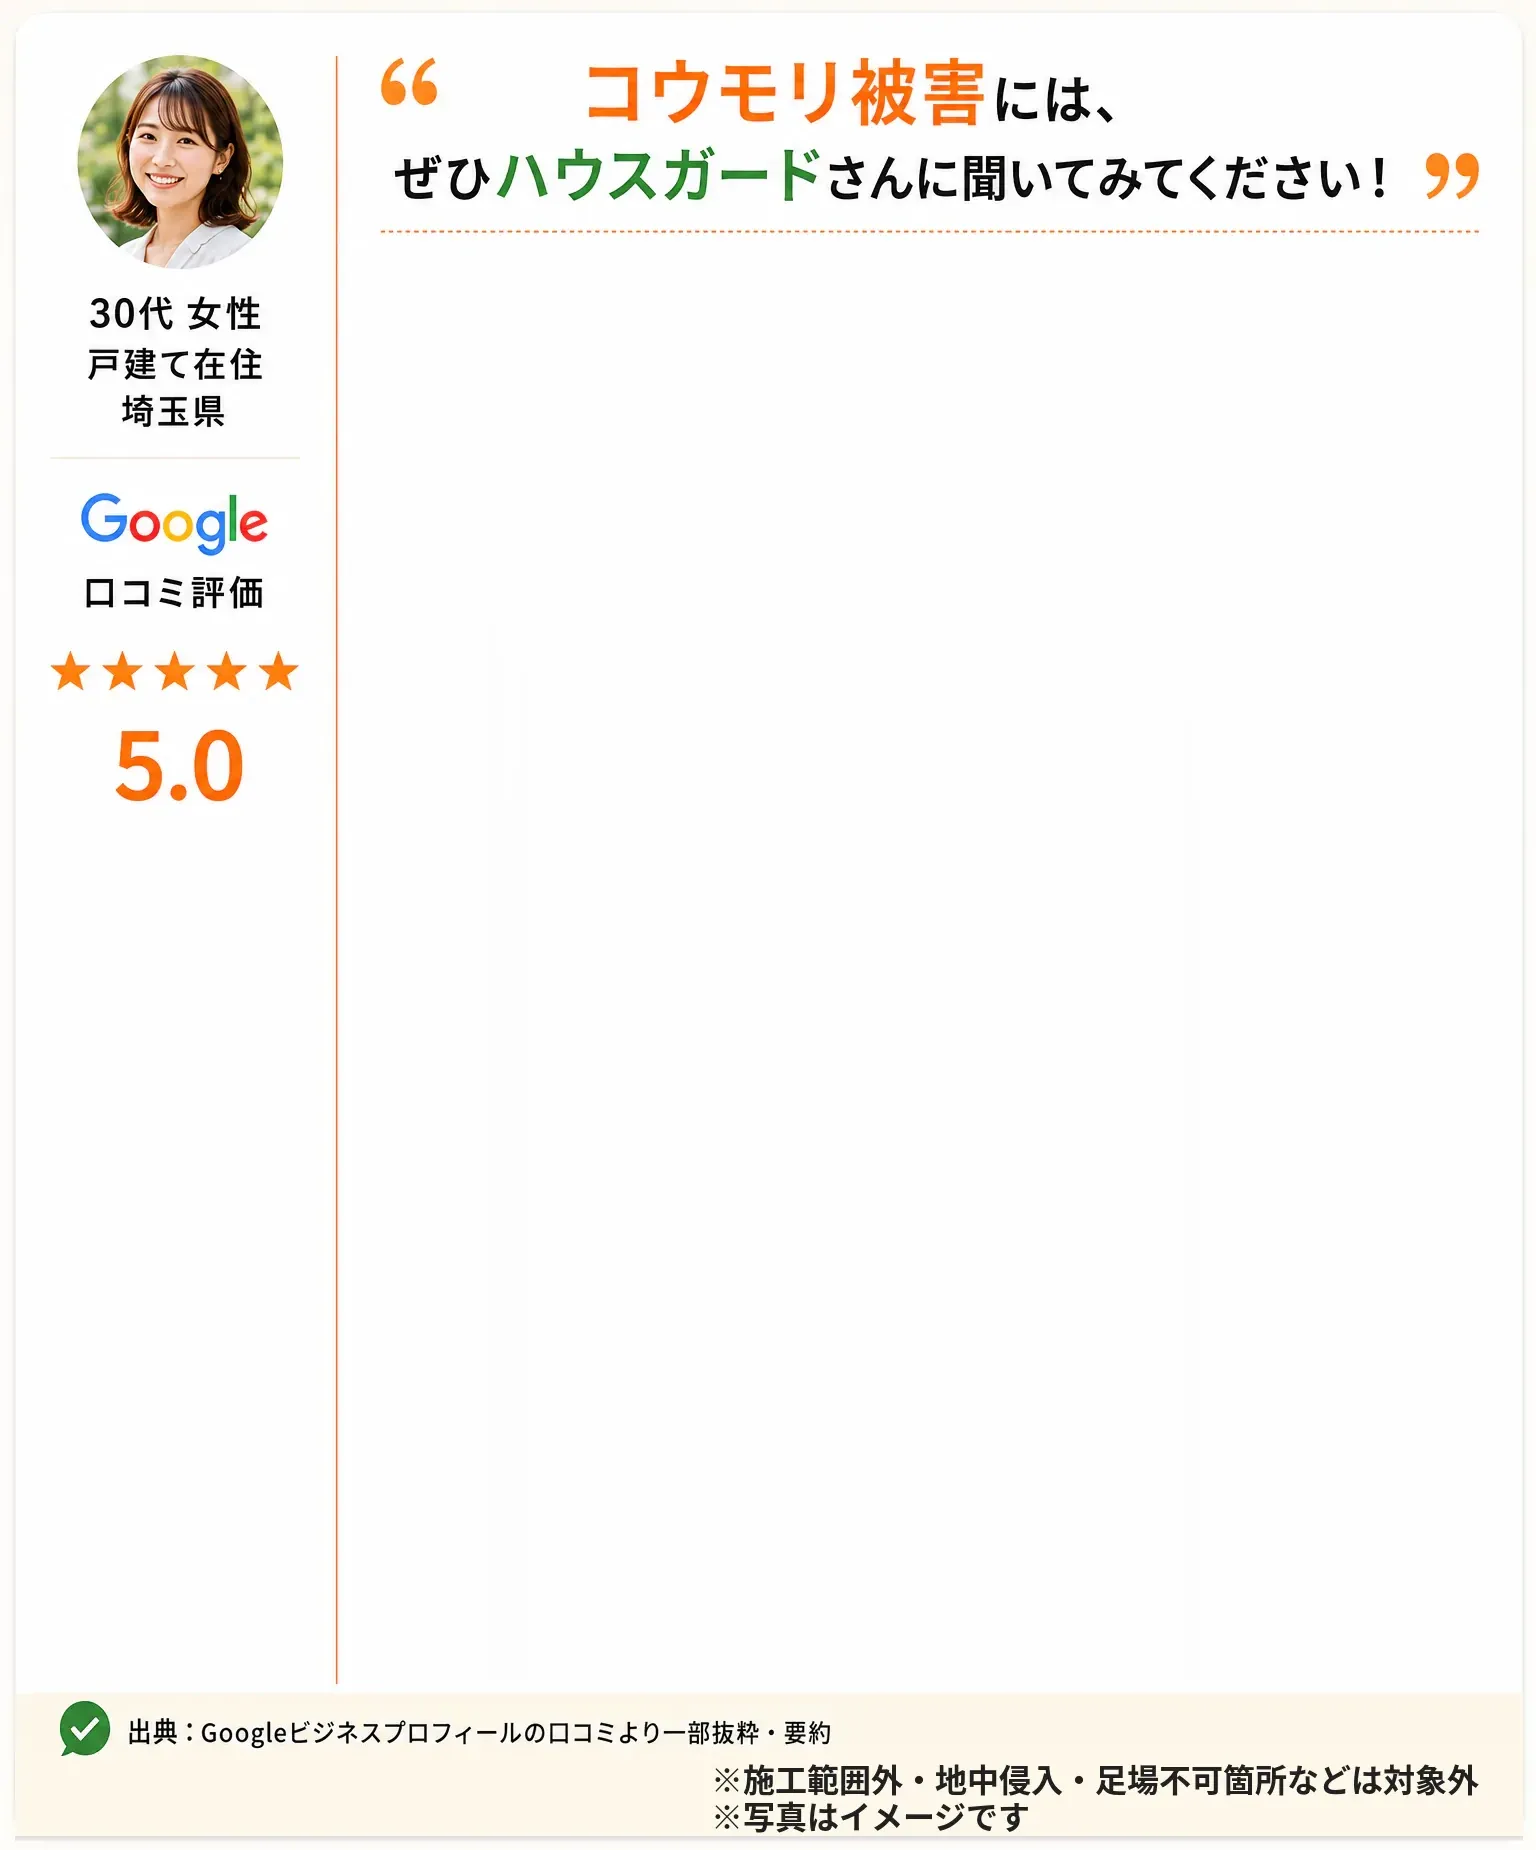 コウモリ被害には、
ぜひハウスガードさんに聞いてみてください！
30代 女性
戸建て在住
埼玉県
Google
口コミ評価
5.0
出典：Googleビジネスプロフィールの口コミより一部抜粋・要約
※施工範囲外・地中侵入・足場不可箇所などは対象外
※写真はイメージです